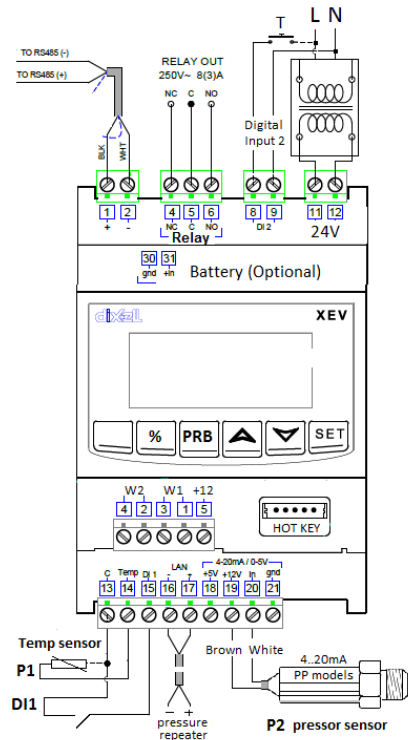 T L N
TO RS485 (-)
TO RS485 (+)
RELAY OUT
250V~ 8(3)A
NC C NO
Digital
Input 2
BLK WHT
1 2 4 5 6 8 9 11 12
+ - NC C NO DI 2 24V
Relay
30 31
gnd +In
Battery (Optional)
dixell XEV
% PRB SET
W2 W1 +12
4 2 3 1 5
HOT KEY
4-20mA / 0-5V
LAN
C Temp DI 1 - + +5V +12V In gnd
13 14 15 16 17 18 19 20 21
Temp sensor
P1
DI1
Brown White
4..20mA
PP models
- +
pressure
repeater
P2 pressor sensor